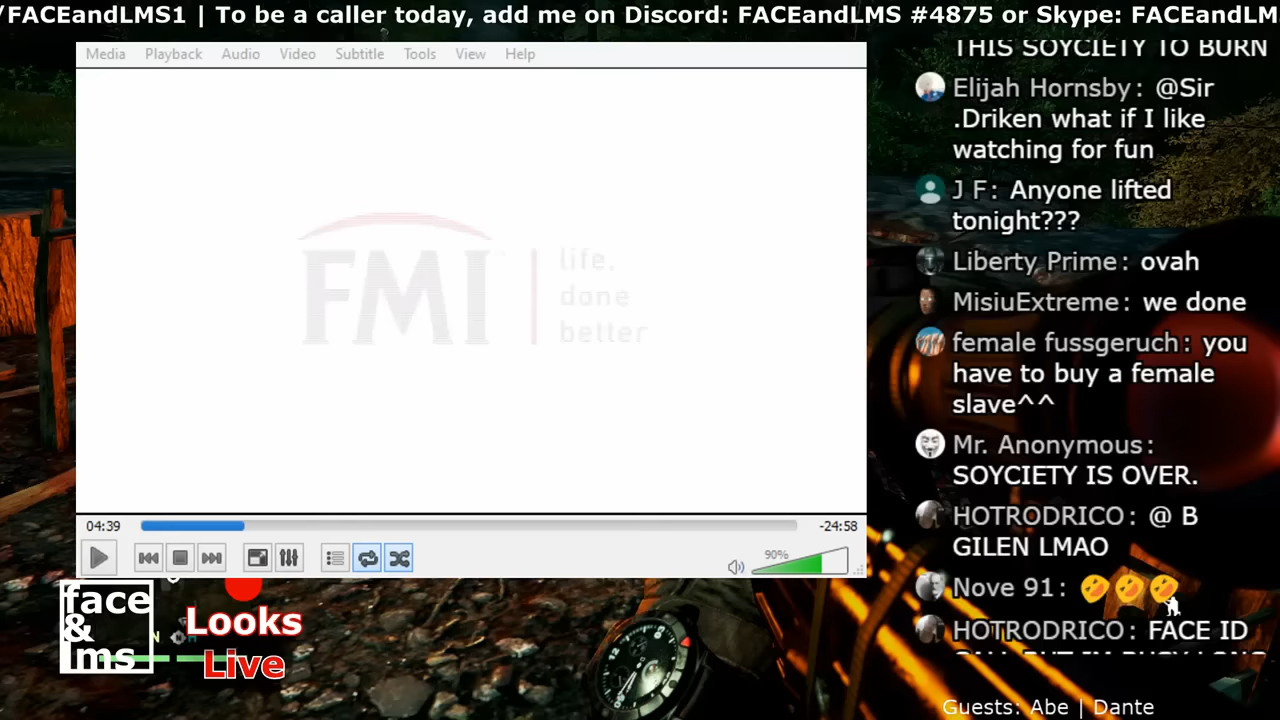 /FACEandLMS1 | To be a caller today, add me on Discord: FACEandLMS #4875 or Skype: FACEandLM
Media Playback Audio Video Subtitle Tools View Help
FMI
life.
done
better
04:39
-24:58
90%
face
&
lms
Looks
Live
THIS SOYCIETY TO BURN
Elijah Hornsby: @Sir
.Driken what if I like
watching for fun
J F: Anyone lifted
tonight???
Liberty Prime: ovah
MisiuExtreme: we done
female fussgeruch: you
have to buy a female
slave^^
Mr. Anonymous:
SOYCIETY IS OVER.
HOTRODRICO: @ B
GILEN LMAO
Nove 91: 🤣🤣🤣
HOTRODRICO: FACE ID
Guests: Abe | Dante